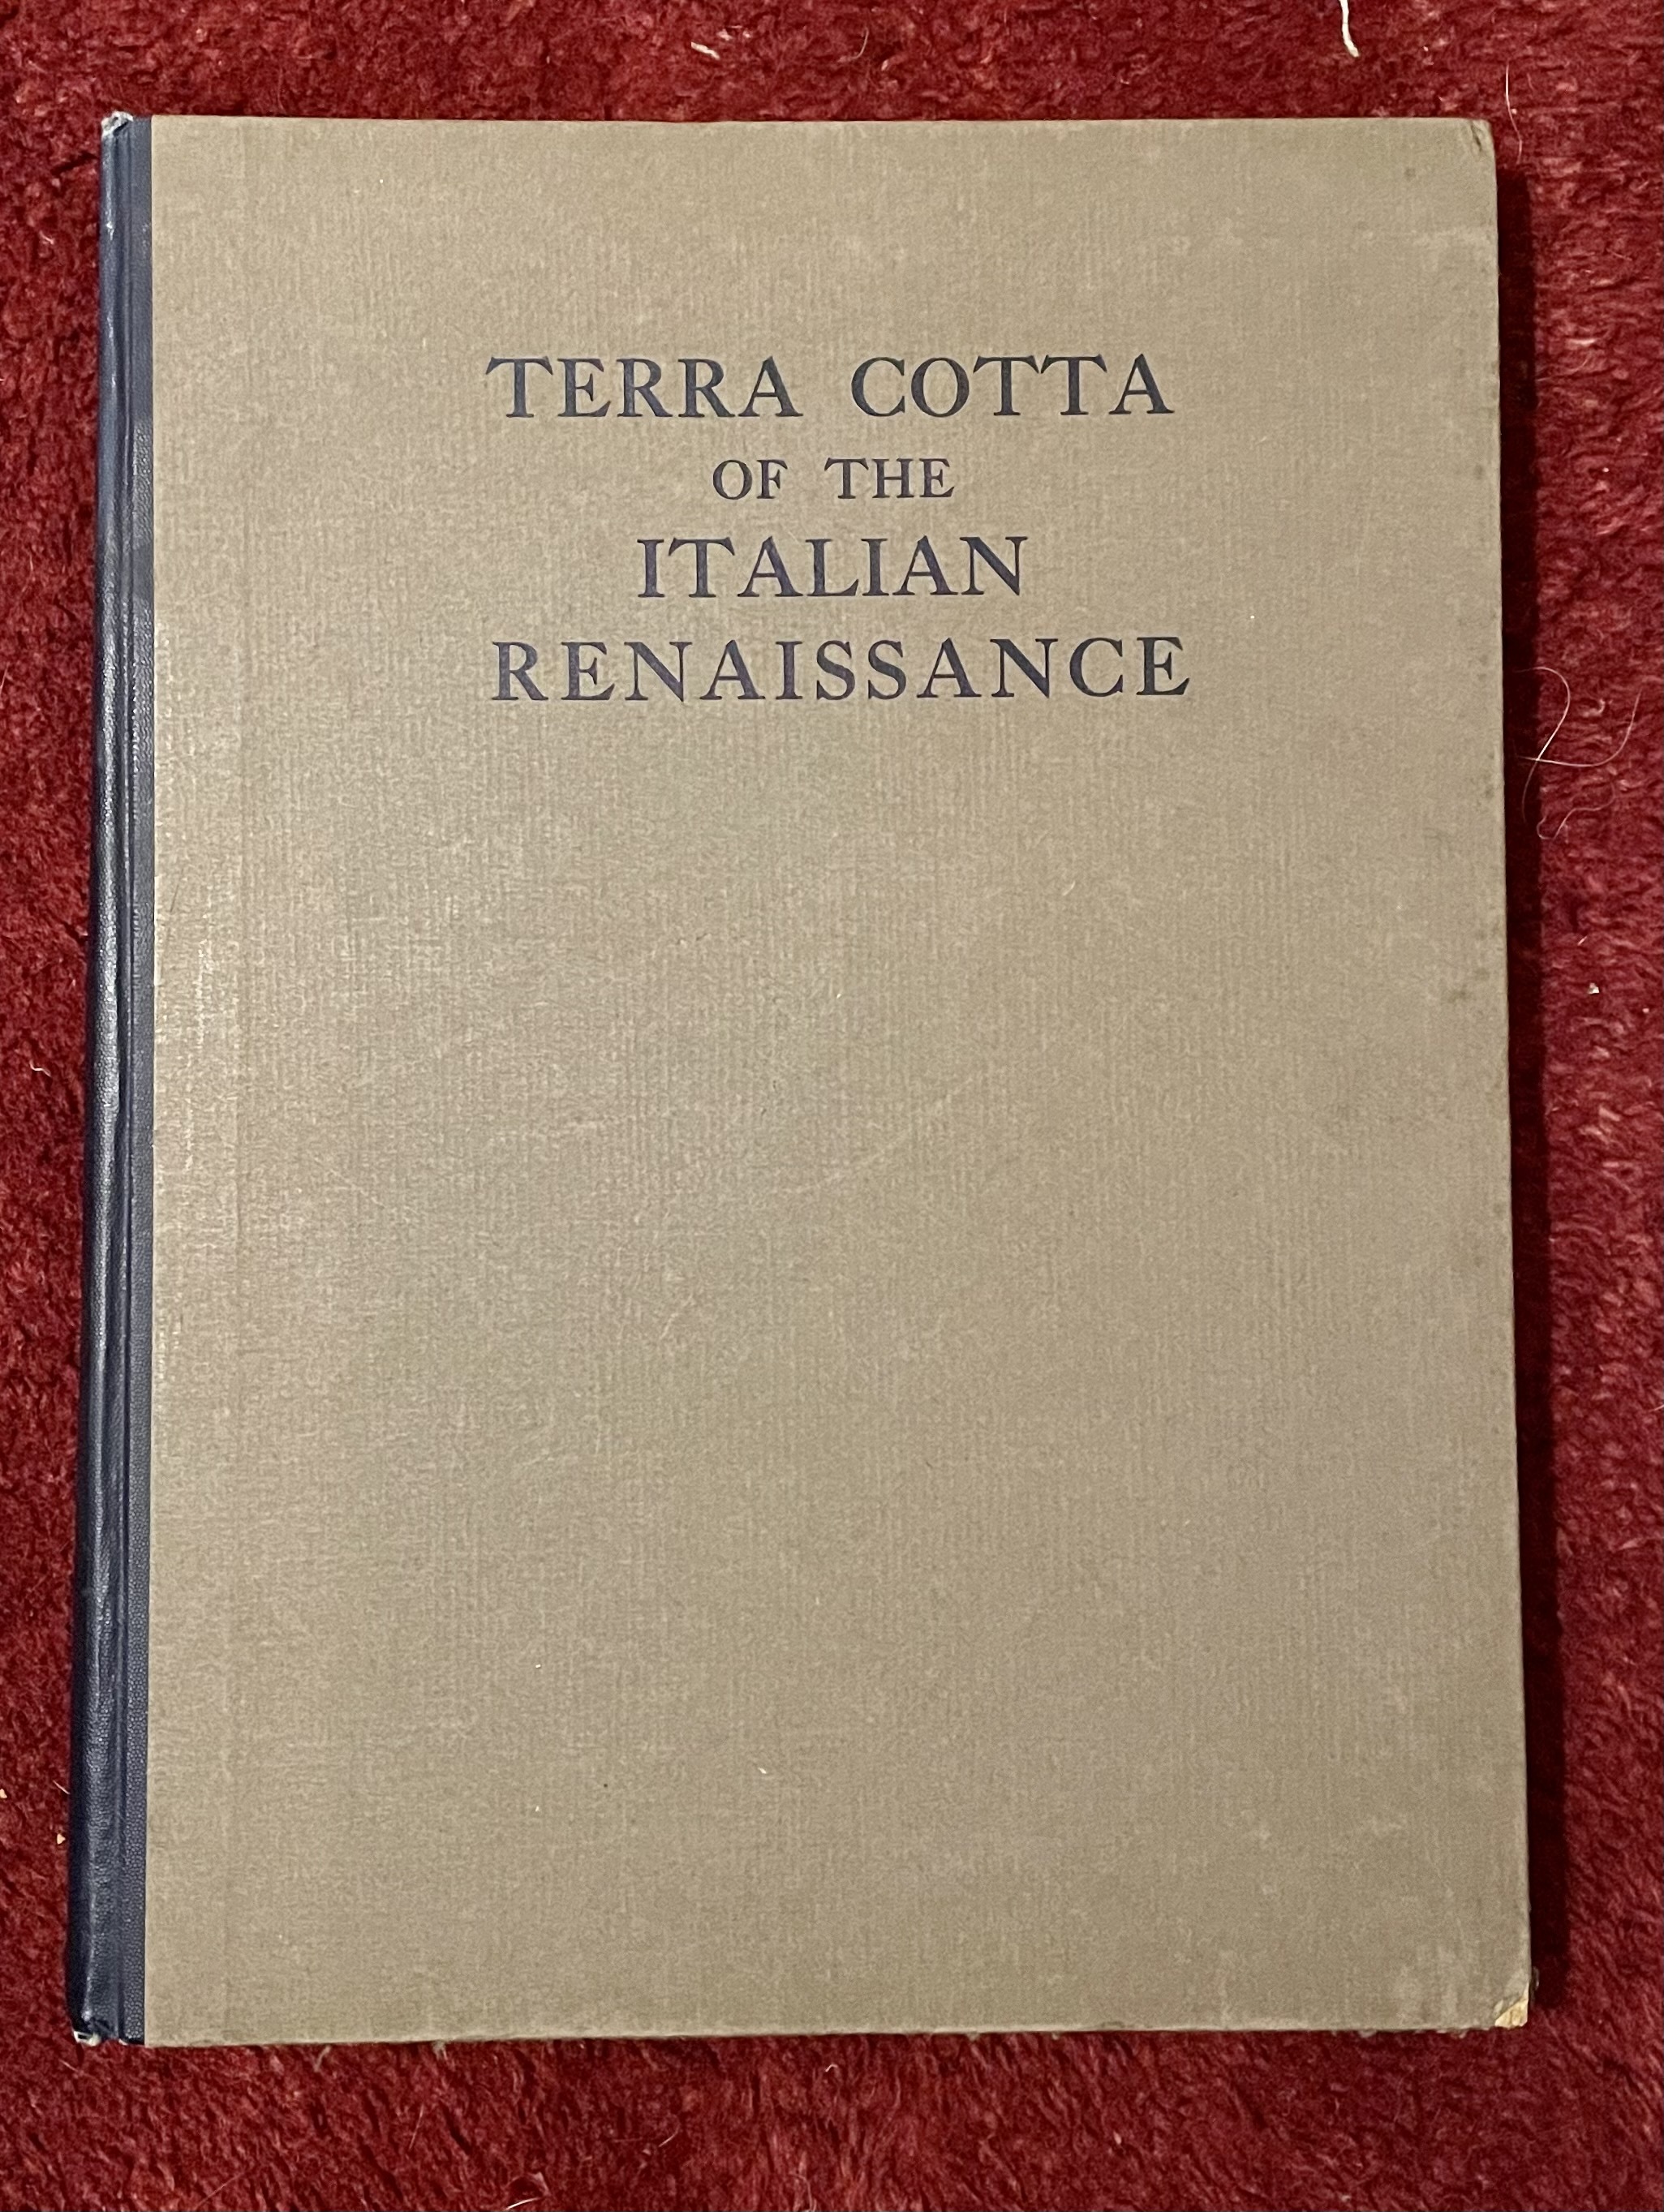 TERRA COTTA
OF THE
ITALIAN
RENAISSANCE